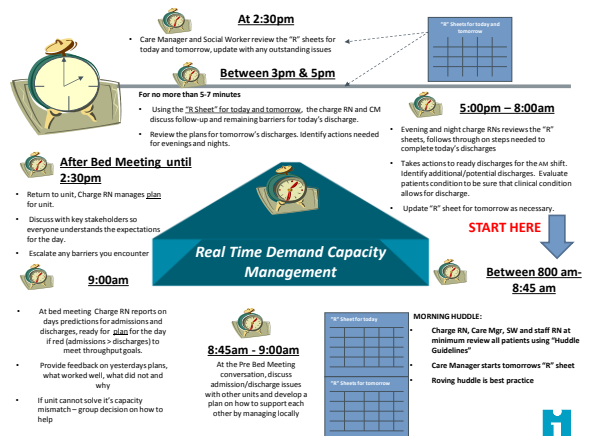 At 2:30pm
• Care Manager and Social Worker review the "R" sheets for
today and tomorrow, update with any outstanding issues
"R" Sheets for today and
tomorrow
Between 3pm & 5pm
For no more than 5-7 minutes
• Using the "R Sheet" for today and tomorrow, the charge RN and CM
discuss follow-up and remaining barriers for today's discharge.
• Review the plans for tomorrow's discharges. Identify actions needed
for evenings and nights.
5:00pm – 8:00am
• Evening and night charge RNs reviews the "R"
sheets, follows through on steps needed to
complete today's discharges
• Takes actions to ready discharges for the AM shift.
Identify additional/potential discharges. Evaluate
patients condition to be sure that clinical condition
allows for discharge.
• Update "R" sheet for tomorrow as necessary.
After Bed Meeting until
2:30pm
• Return to unit, Charge RN manages plan
for unit.
• Discuss with key stakeholders so
everyone understands the expectations
for the day.
• Escalate any barriers you encounter
Real Time Demand Capacity
Management
START HERE
Between 800 am-
8:45 am
9:00am
• At bed meeting Charge RN reports on
days predictions for admissions and
discharges, ready for plan for the day
if red (admissions > discharges) to
meet throughput goals.
• Provide feedback on yesterdays plans,
what worked well, what did not and
why
• If unit cannot solve it's capacity
mismatch – group decision on how to
help
8:45am - 9:00am
At the Pre Bed Meeting
conversation, discuss
admission/discharge issues
with other units and develop a
plan on how to support each
other by managing locally
"R" Sheet for today
"R" Sheets for tomorrow
MORNING HUDDLE:
• Charge RN, Care Mgr, SW and staff RN at
minimum review all patients using "Huddle
Guidelines"
• Care Manager starts tomorrows "R" sheet
• Roving huddle is best practice